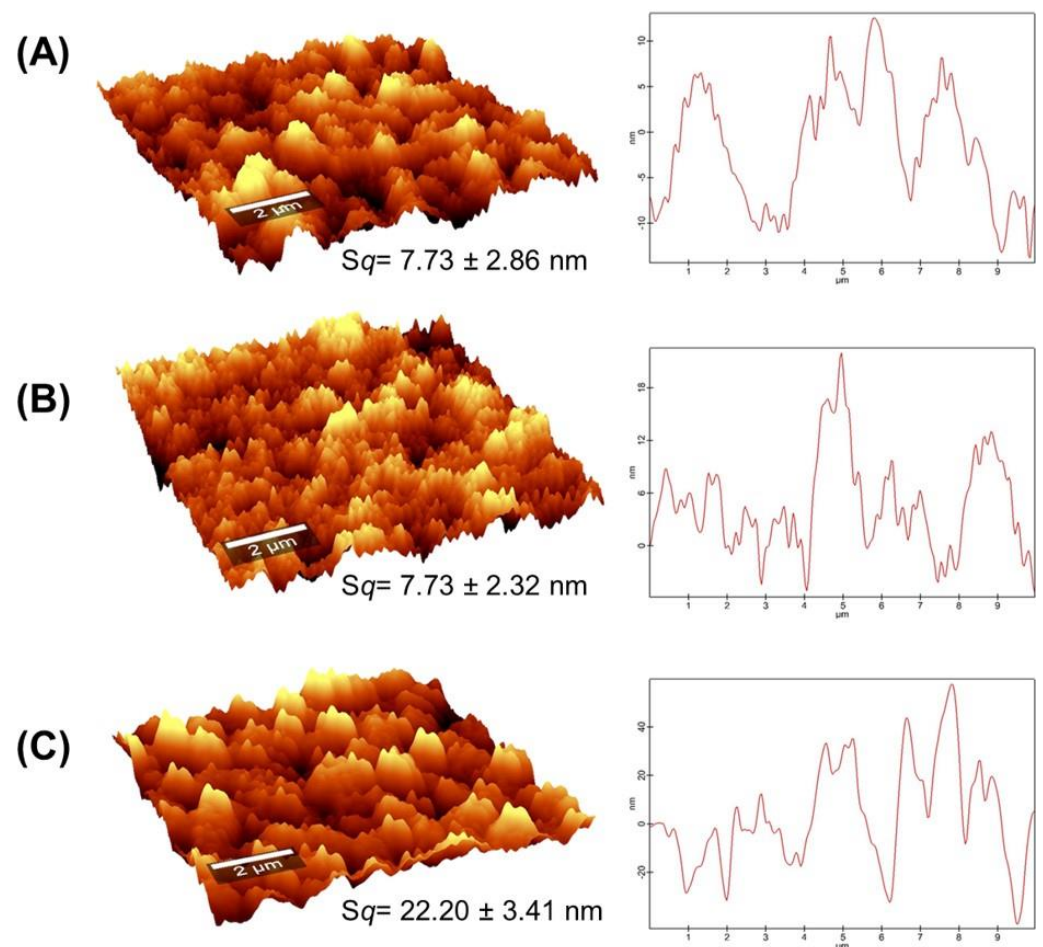 (A)
2 µm
Sq= 7.73 ± 2.86 nm
10
5
0
-5
-10
nm
1 2 3 4 5 6 7 8 9
µm
(B)
2 µm
Sq= 7.73 ± 2.32 nm
18
12
6
0
nm
1 2 3 4 5 6 7 8 9
µm
(C)
2 µm
Sq= 22.20 ± 3.41 nm
40
20
0
-20
nm
1 2 3 4 5 6 7 8 9
µm